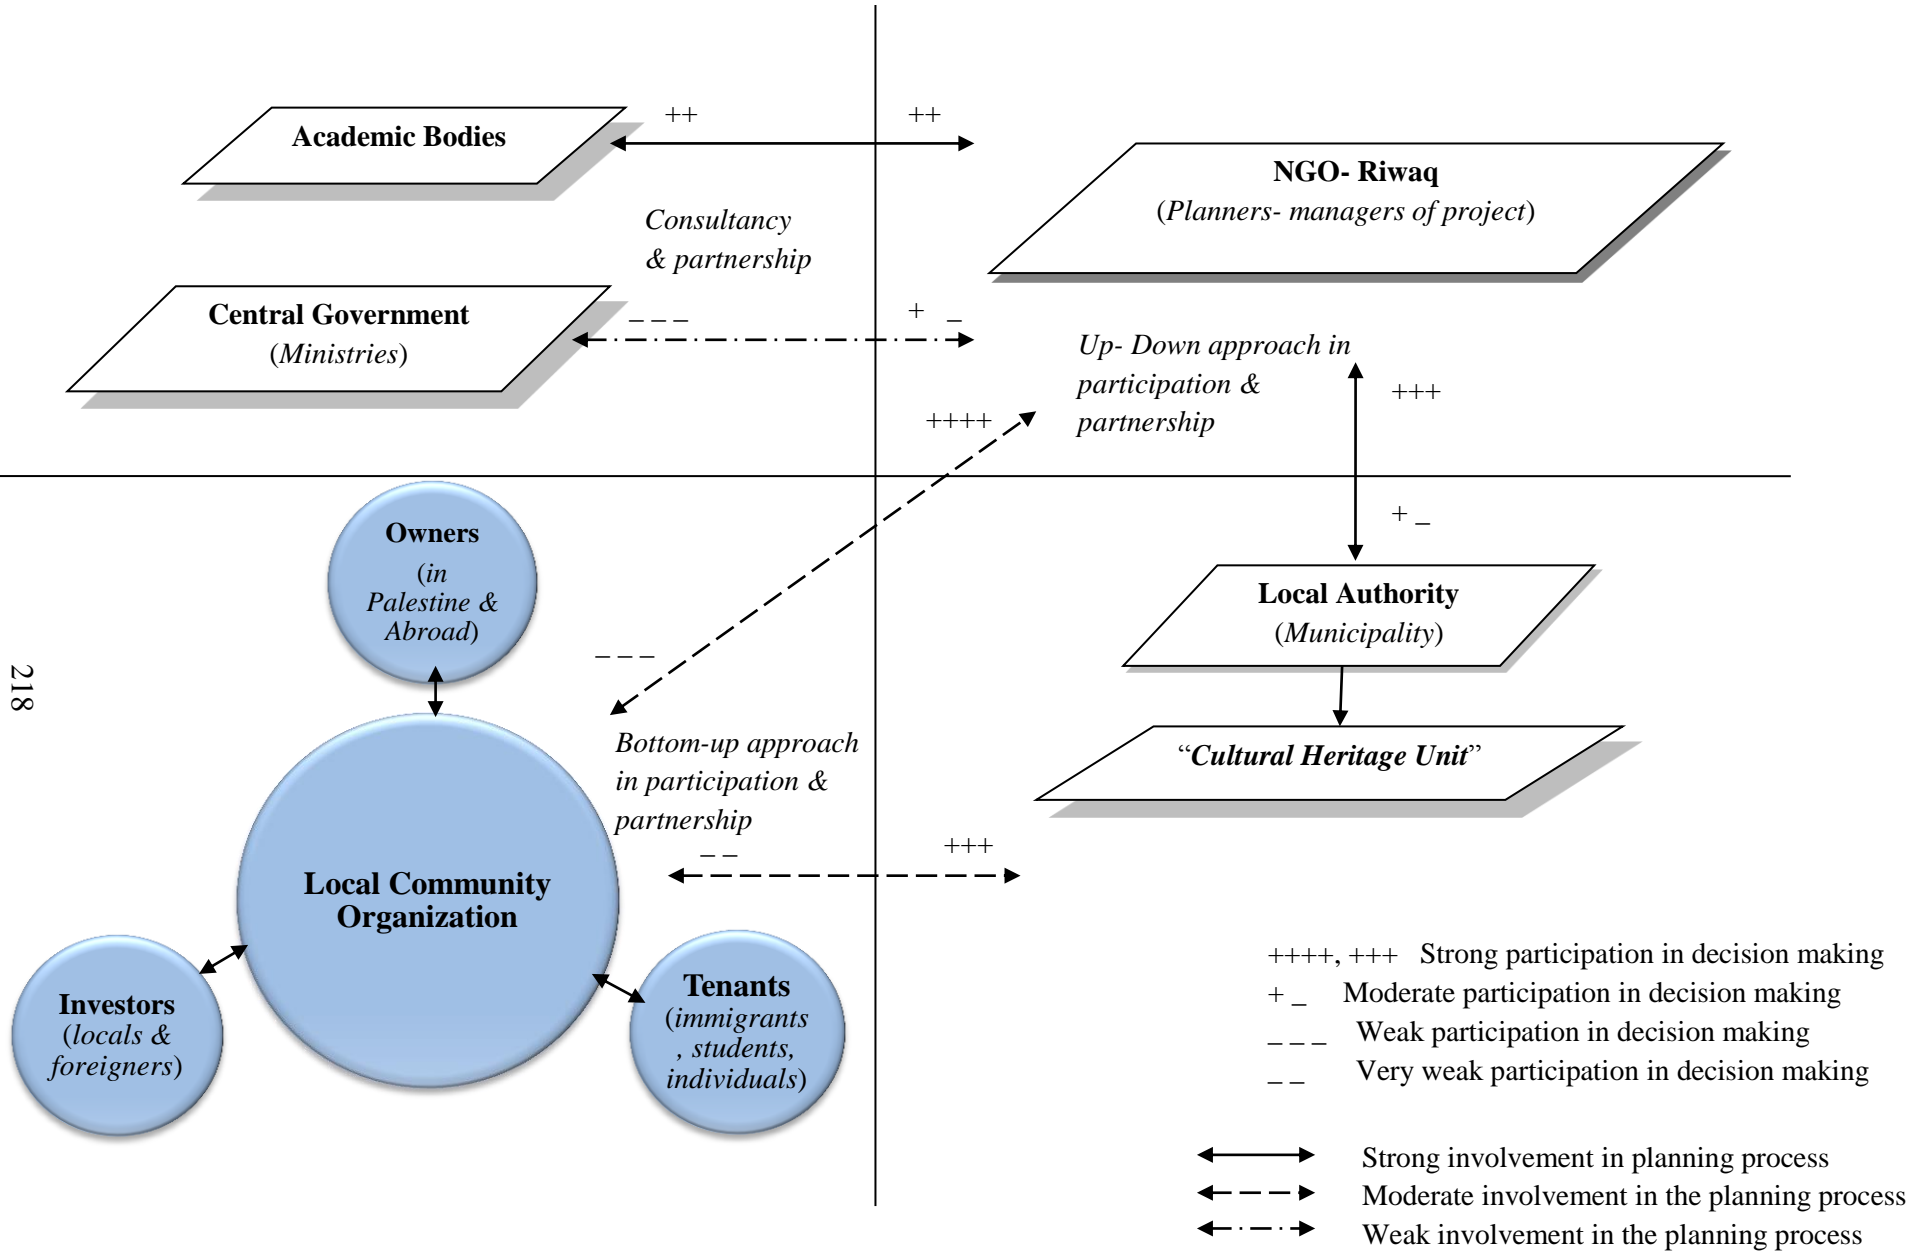 Academic Bodies
++
++
NGO- Riwaq
(Planners- managers of project)
Consultancy
& partnership
Central Government
(Ministries)
_ _ _
+ _
Up- Down approach in
participation &
partnership
+++
++++
+ _
Owners
(in
Palestine &
Abroad)
Local Authority
(Municipality)
_ _ _
218
Bottom-up approach
in participation &
partnership
“Cultural Heritage Unit”
_ _
+++
Local Community
Organization
Investors
(locals &
foreigners)
Tenants
(immigrants
, students,
individuals)
++++, +++ Strong participation in decision making
+ _ Moderate participation in decision making
_ _ _ Weak participation in decision making
_ _ Very weak participation in decision making
Strong involvement in planning process
Moderate involvement in the planning process
Weak involvement in the planning process